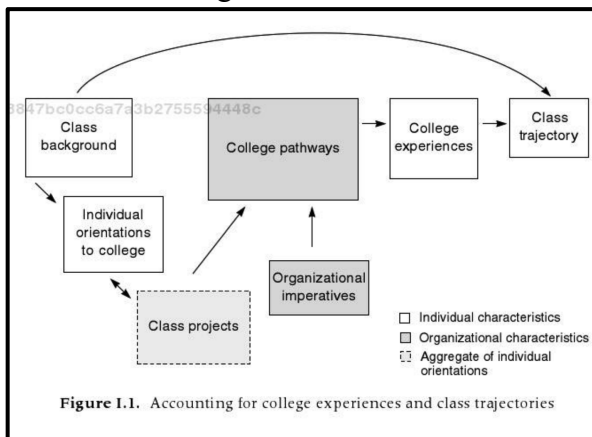 3847bc0cc6a7a3b2755594448c
Class
background
College pathways
College
experiences
Class
trajectory
Individual
orientations
to college
Class projects
Organizational
imperatives
Individual characteristics
Organizational characteristics
Aggregate of individual
orientations
Figure I.1. Accounting for college experiences and class trajectories